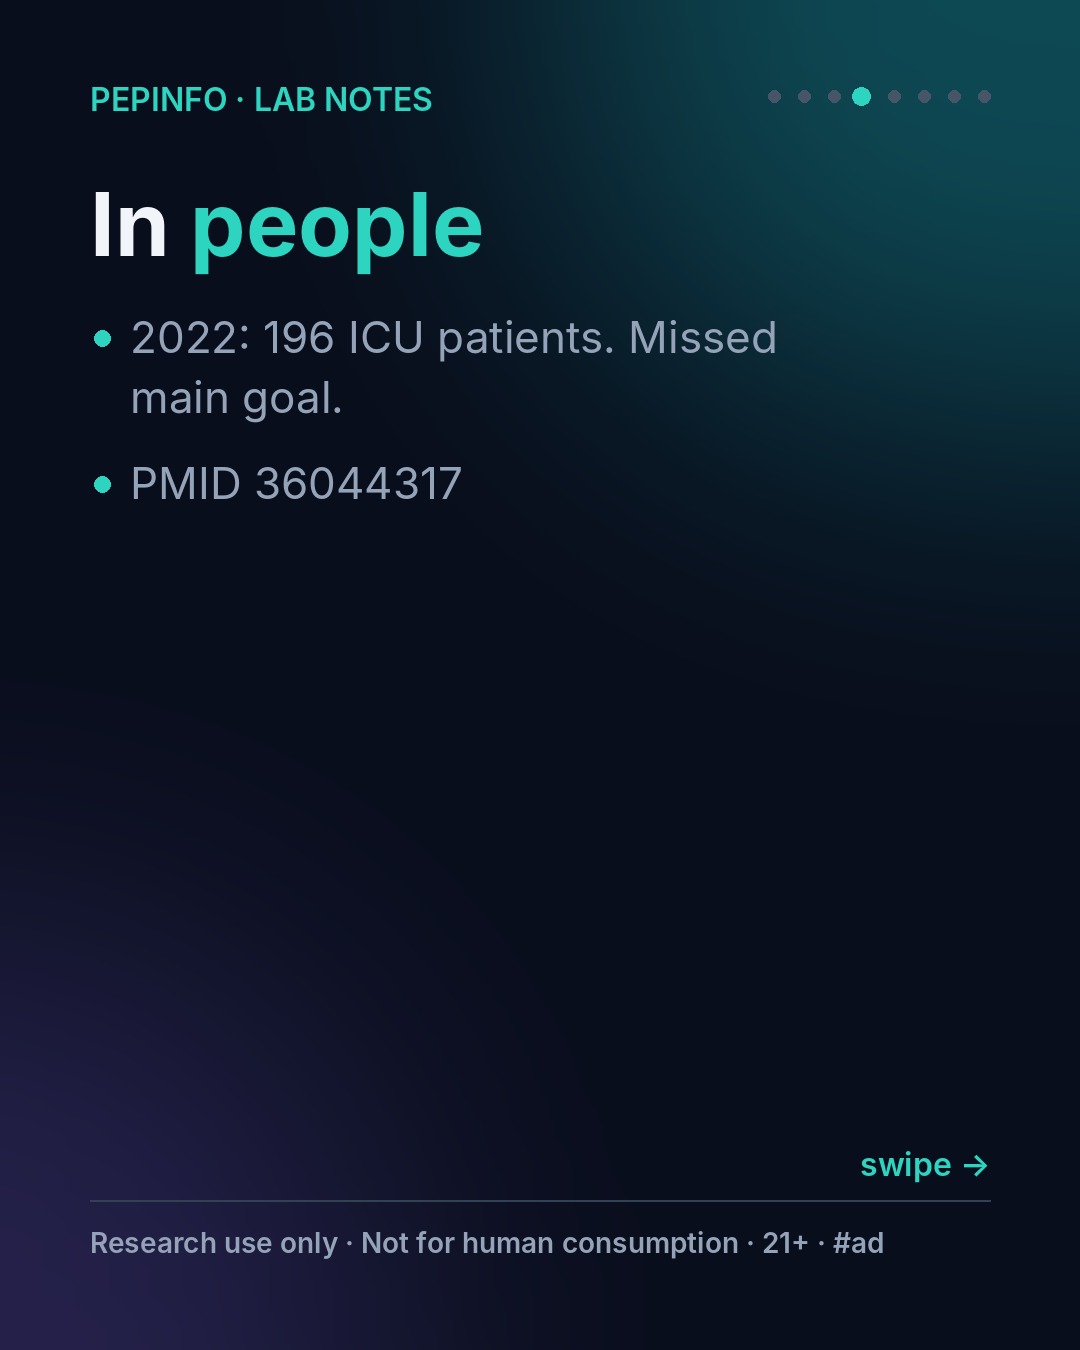 PEPINFO · LAB NOTES
In people
2022: 196 ICU patients. Missed
main goal.
PMID 36044317
swipe →
Research use only · Not for human consumption · 21+ · #ad